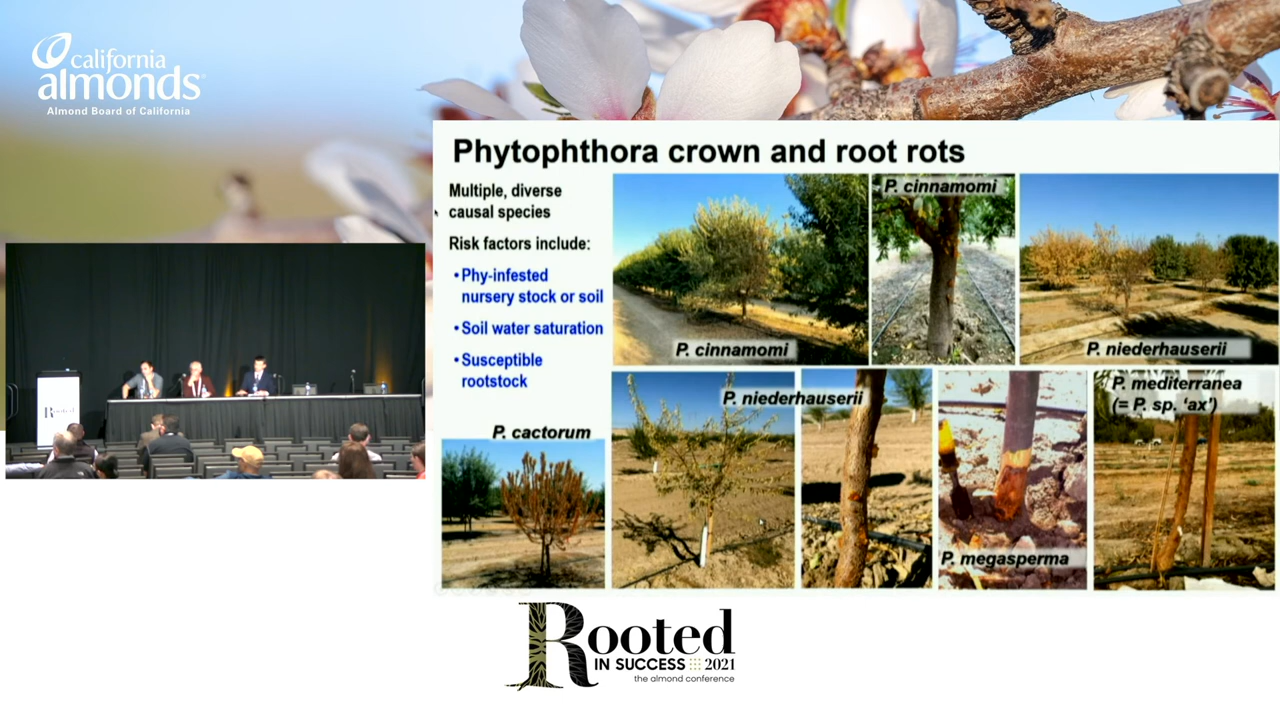 california
almonds
Almond Board of California
Phytophthora crown and root rots
Multiple, diverse
causal species
Risk factors include:
•Phy-infested
nursery stock or soil
•Soil water saturation
•Susceptible
rootstock
P. cinnamomi
P. cinnamomi
P. niederhauserii
P. cactorum
P. niederhauserii
P. megasperma
P. mediterranea
(= P. sp. ‘ax’)
Rooted
Rooted
IN SUCCESS 2021
the almond conference